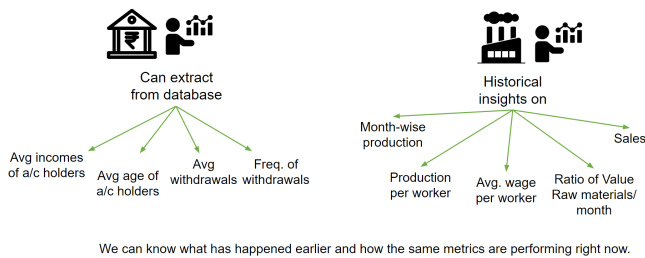 ₹
Can extract
from database
Avg incomes
of a/c holders
Avg age of
a/c holders
Avg
withdrawals
Freq. of
withdrawals
Historical
insights on
Month-wise
production
Production
per worker
Avg. wage
per worker
Ratio of Value
Raw materials/
month
Sales
We can know what has happened earlier and how the same metrics are performing right now.